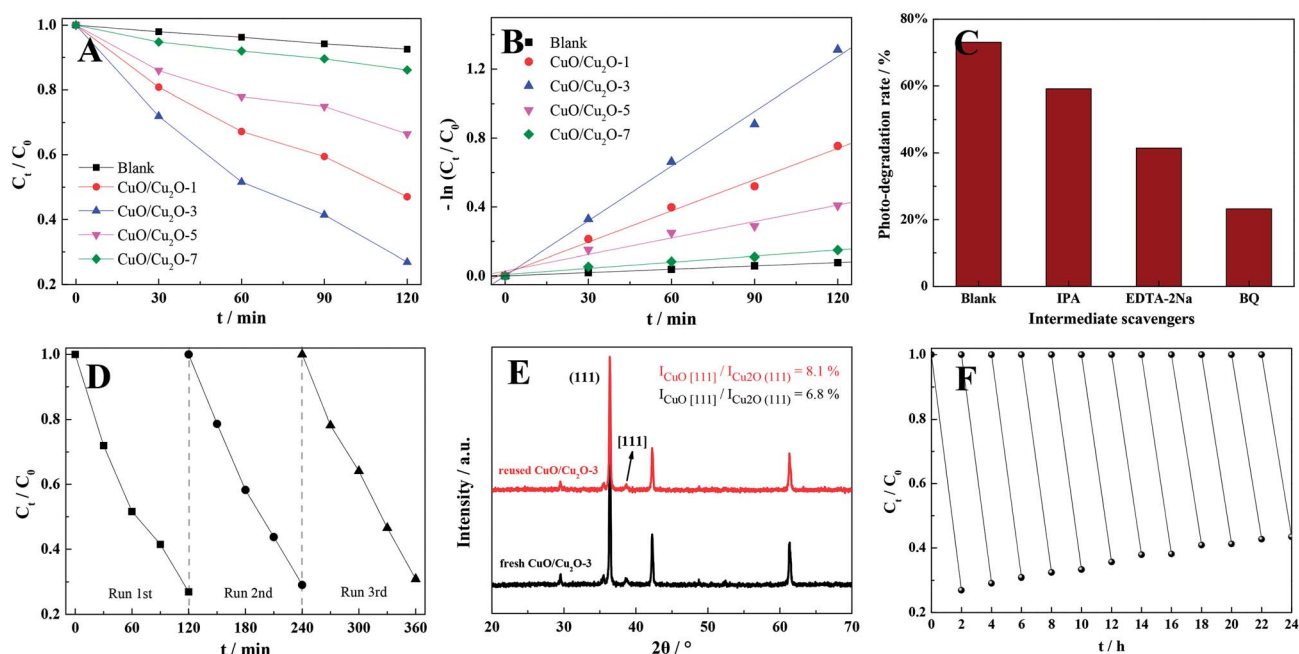 A
1.0
0.8
0.6
0.4
0.2
0
30
60
90
120
C_t / C_0
t / min
Blank
CuO/Cu₂O-1
CuO/Cu₂O-3
CuO/Cu₂O-5
CuO/Cu₂O-7
B
1.2
0.8
0.4
0.0
0
30
60
90
120
- ln (C_t / C_0)
t / min
Blank
CuO/Cu₂O-1
CuO/Cu₂O-3
CuO/Cu₂O-5
CuO/Cu₂O-7
C
80%
60%
40%
20%
0
Photo-degradation rate / %
Blank
IPA
EDTA-2Na
BQ
Intermediate scavengers
D
1.0
0.8
0.6
0.4
0.2
C_t / C_0
Run 1st
Run 2nd
Run 3rd
0
60
120
180
240
300
360
t / min
E
(111)
I_CuO [111] / I_Cu2O (111) = 8.1 %
I_CuO [111] / I_Cu2O (111) = 6.8 %
[111]
reused CuO/Cu₂O-3
fresh CuO/Cu₂O-3
Intensity / a.u.
20
30
40
50
60
70
2θ / °
F
1.0
0.8
0.6
0.4
0.2
C_t / C_0
0
2
4
6
8
10
12
14
16
18
20
22
24
t / h